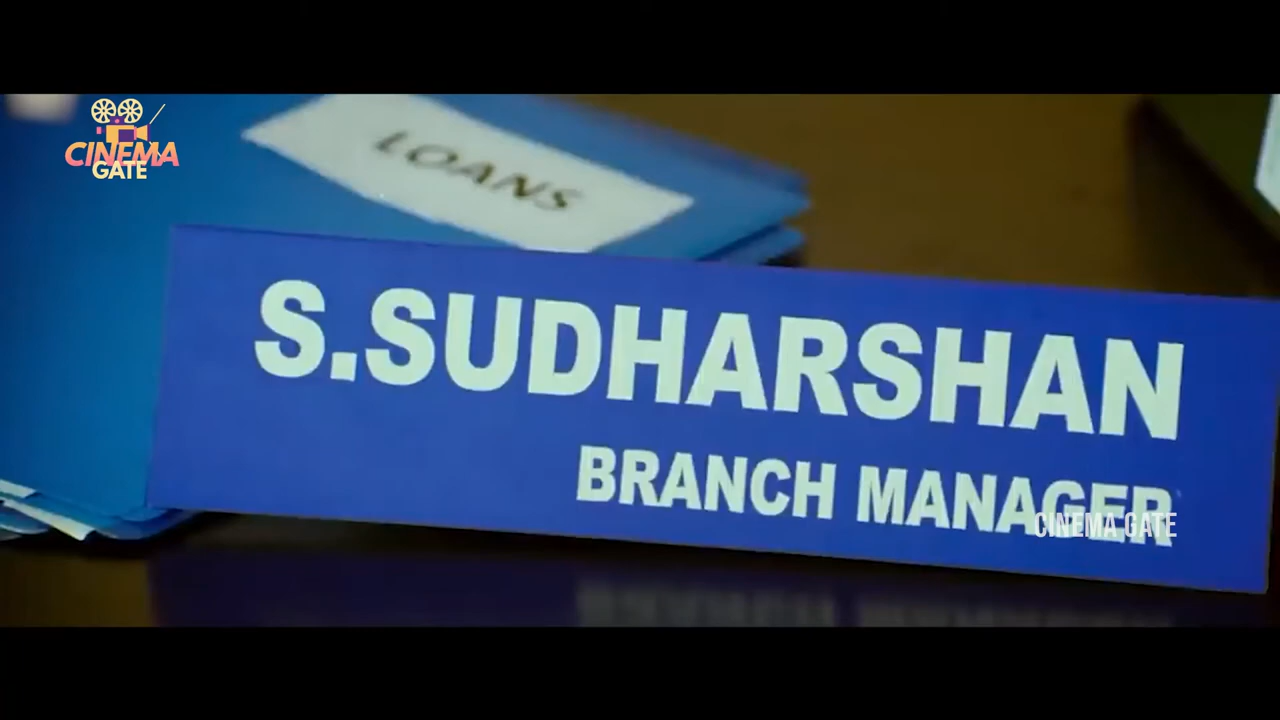 CINEMA
GATE
LOANS
S.SUDHARSHAN
BRANCH MANAGER
CINEMA GATE